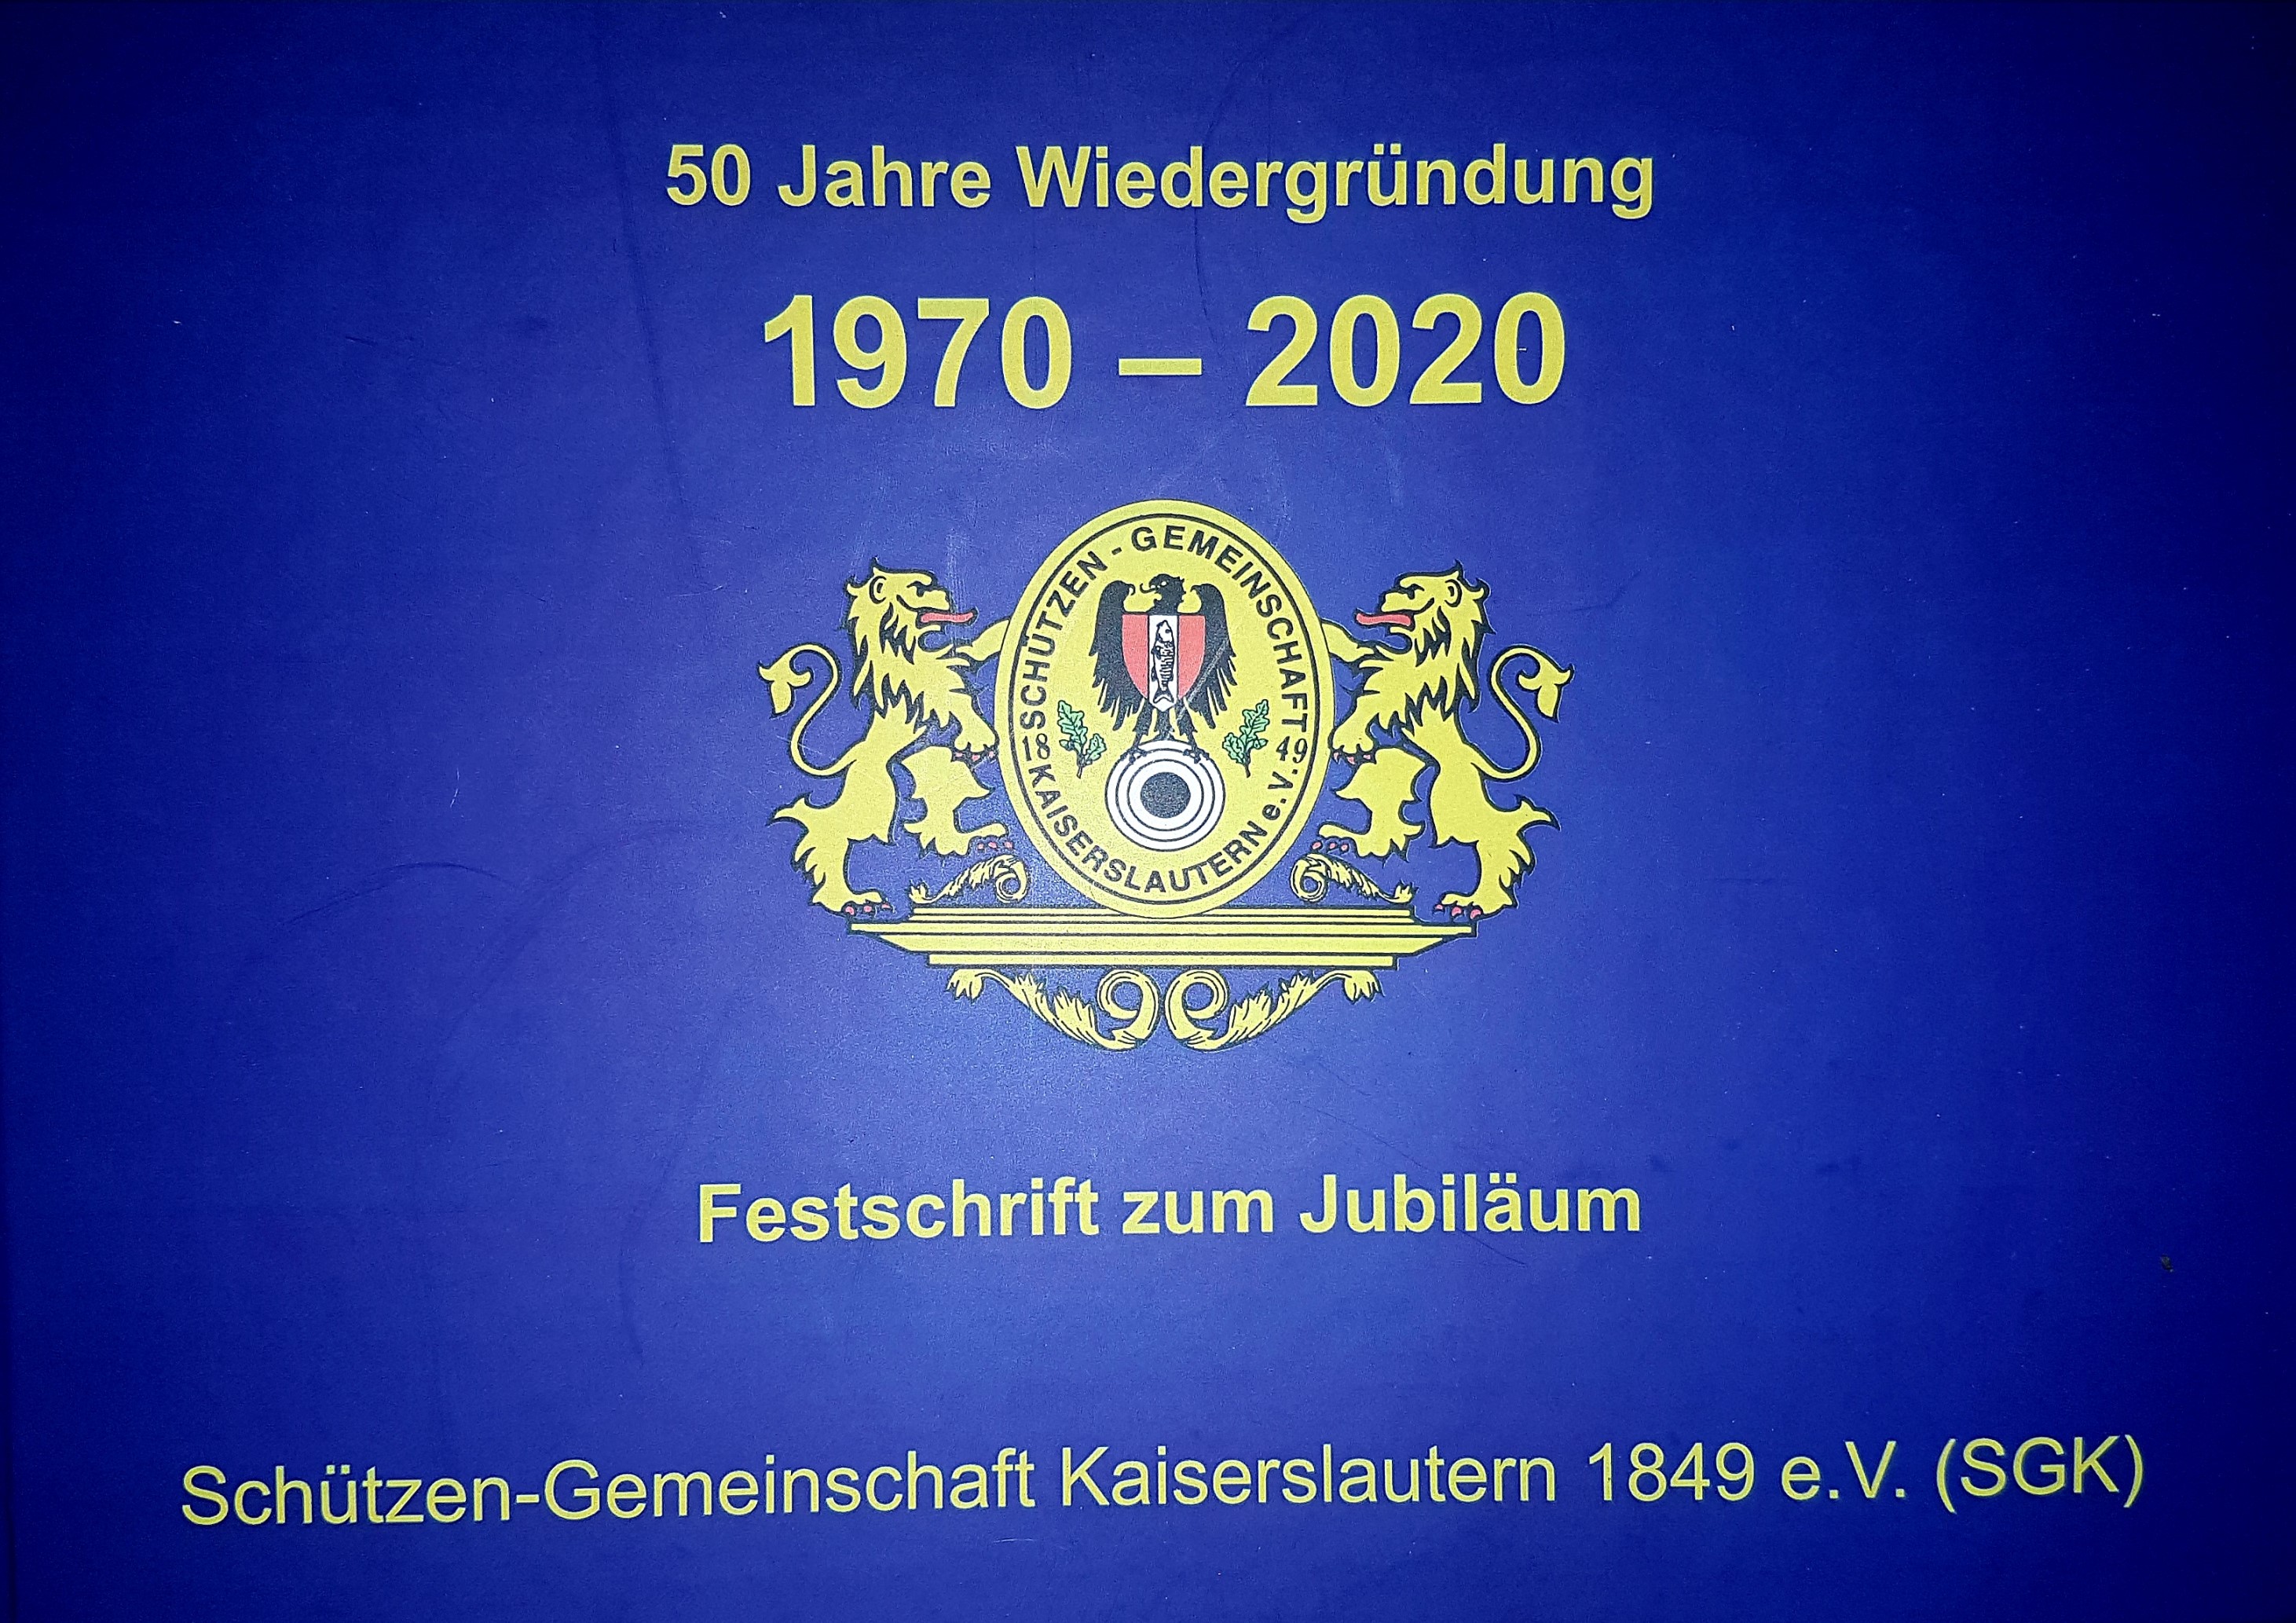 50 Jahre Wiedergründung
1970 – 2020
SCHÜTZEN - GEMEINSCHAFT
18 49
KAISERSLAUTERN e.V.
Festschrift zum Jubiläum
Schützen-Gemeinschaft Kaiserslautern 1849 e.V. (SGK)